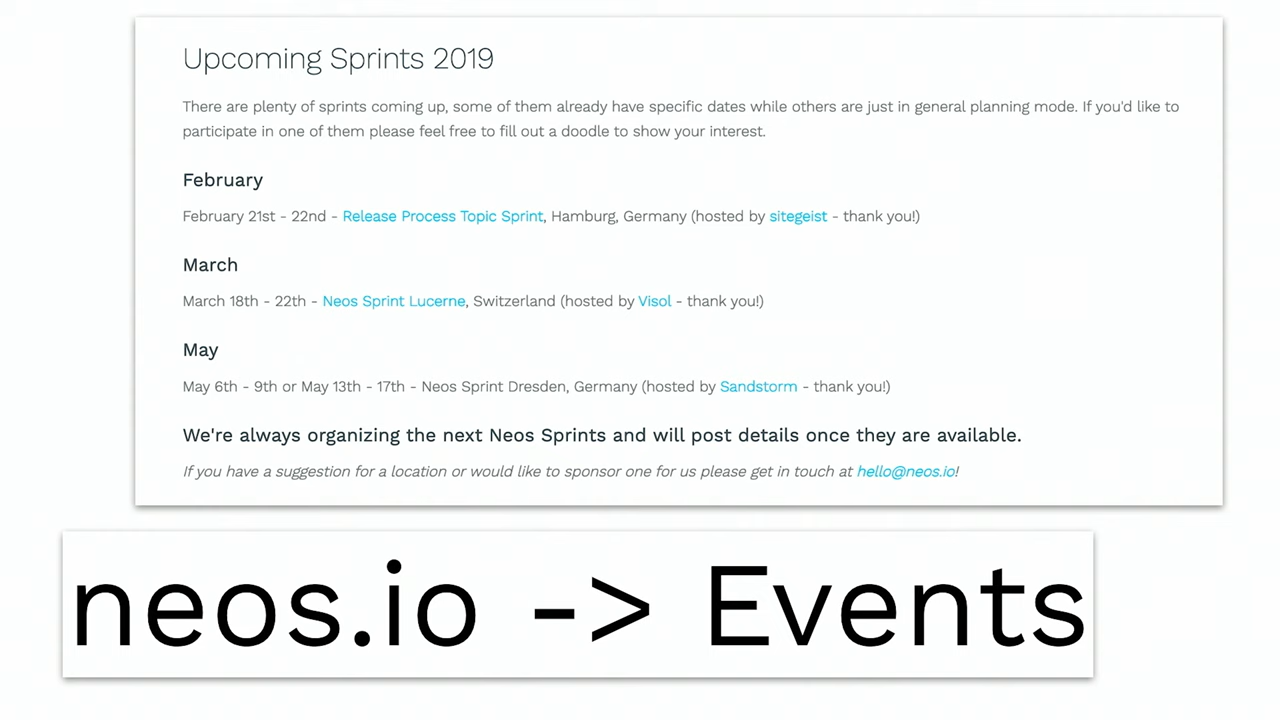 Upcoming Sprints 2019
There are plenty of sprints coming up, some of them already have specific dates while others are just in general planning mode. If you'd like to
participate in one of them please feel free to fill out a doodle to show your interest.
February
February 21st - 22nd - Release Process Topic Sprint, Hamburg, Germany (hosted by sitegeist - thank you!)
March
March 18th - 22th - Neos Sprint Lucerne, Switzerland (hosted by Visol - thank you!)
May
May 6th - 9th or May 13th - 17th - Neos Sprint Dresden, Germany (hosted by Sandstorm - thank you!)
We're always organizing the next Neos Sprints and will post details once they are available.
If you have a suggestion for a location or would like to sponsor one for us please get in touch at hello@neos.io!
neos.io -> Events